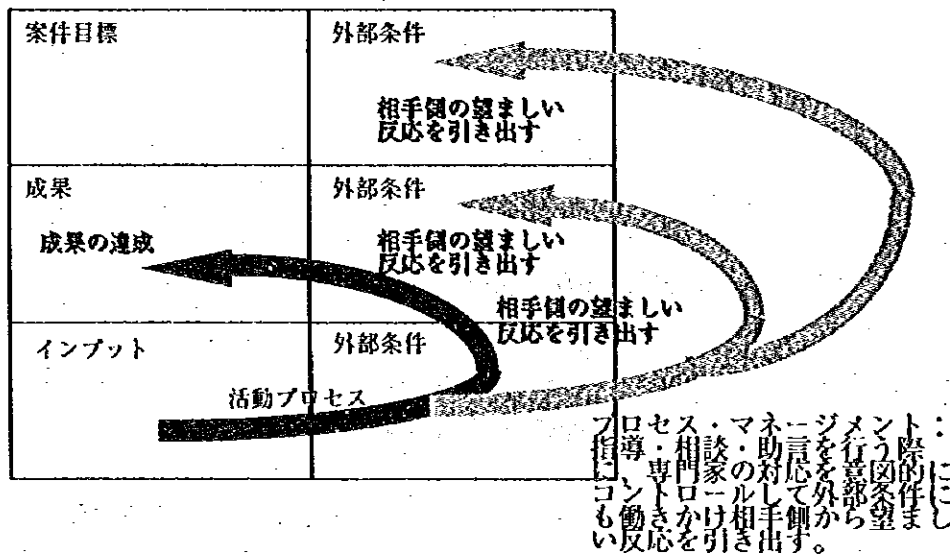 案件目標
外部条件
相手側の望ましい
反応を引き出す
成果
外部条件
成果の達成
相手側の望ましい
反応を引き出す
相手側の望ましい
反応を引き出す
インプット
外部条件
活動プロセス
プロセス・マネージメント：
指導・相談・助言を行う際
に、専門家の対応を意図的に
コントロールして外部条件に
も働きかけ相手側から望まし
い反応を引き出す。